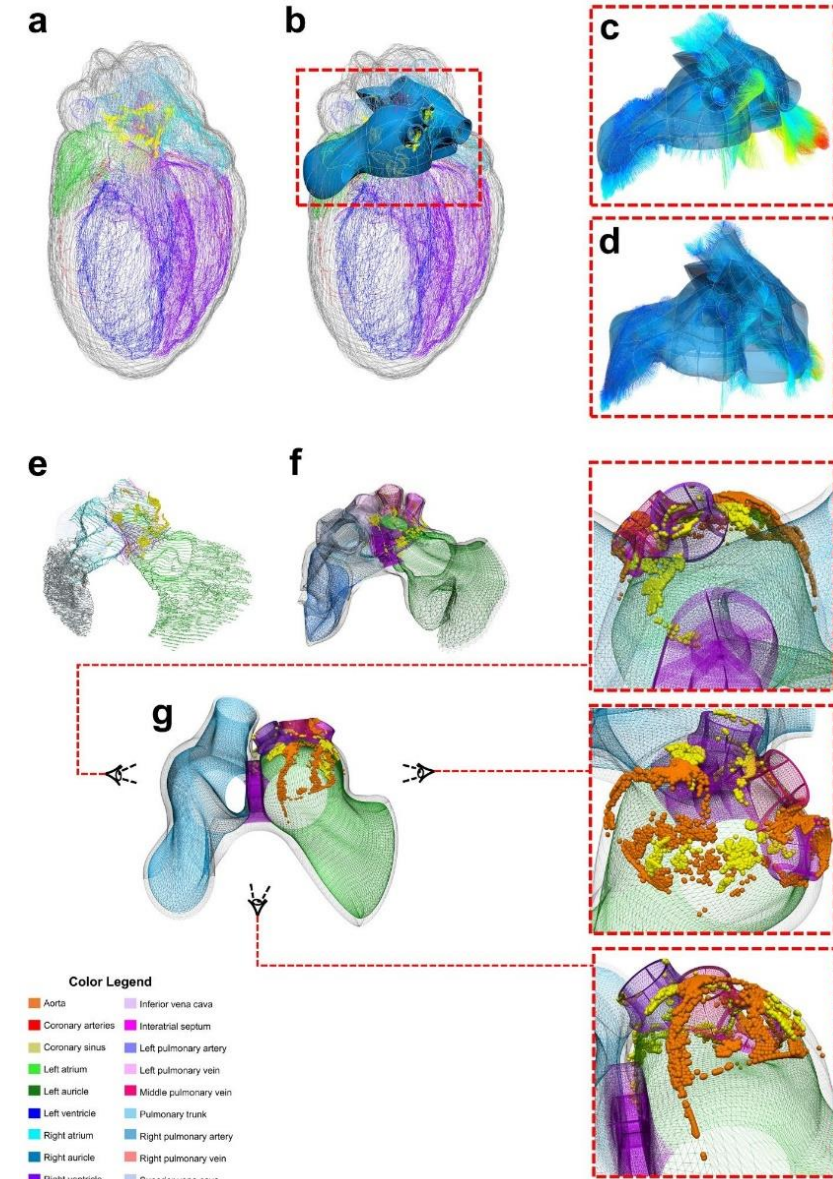 a
b
c
d
e
f
g
Color Legend
Aorta
Inferior vena cava
Coronary arteries
Interatrial septum
Coronary sinus
Left pulmonary artery
Left atrium
Left pulmonary vein
Left auricle
Middle pulmonary vein
Left ventricle
Pulmonary trunk
Right atrium
Right pulmonary artery
Right auricle
Right pulmonary vein
Right ventricle